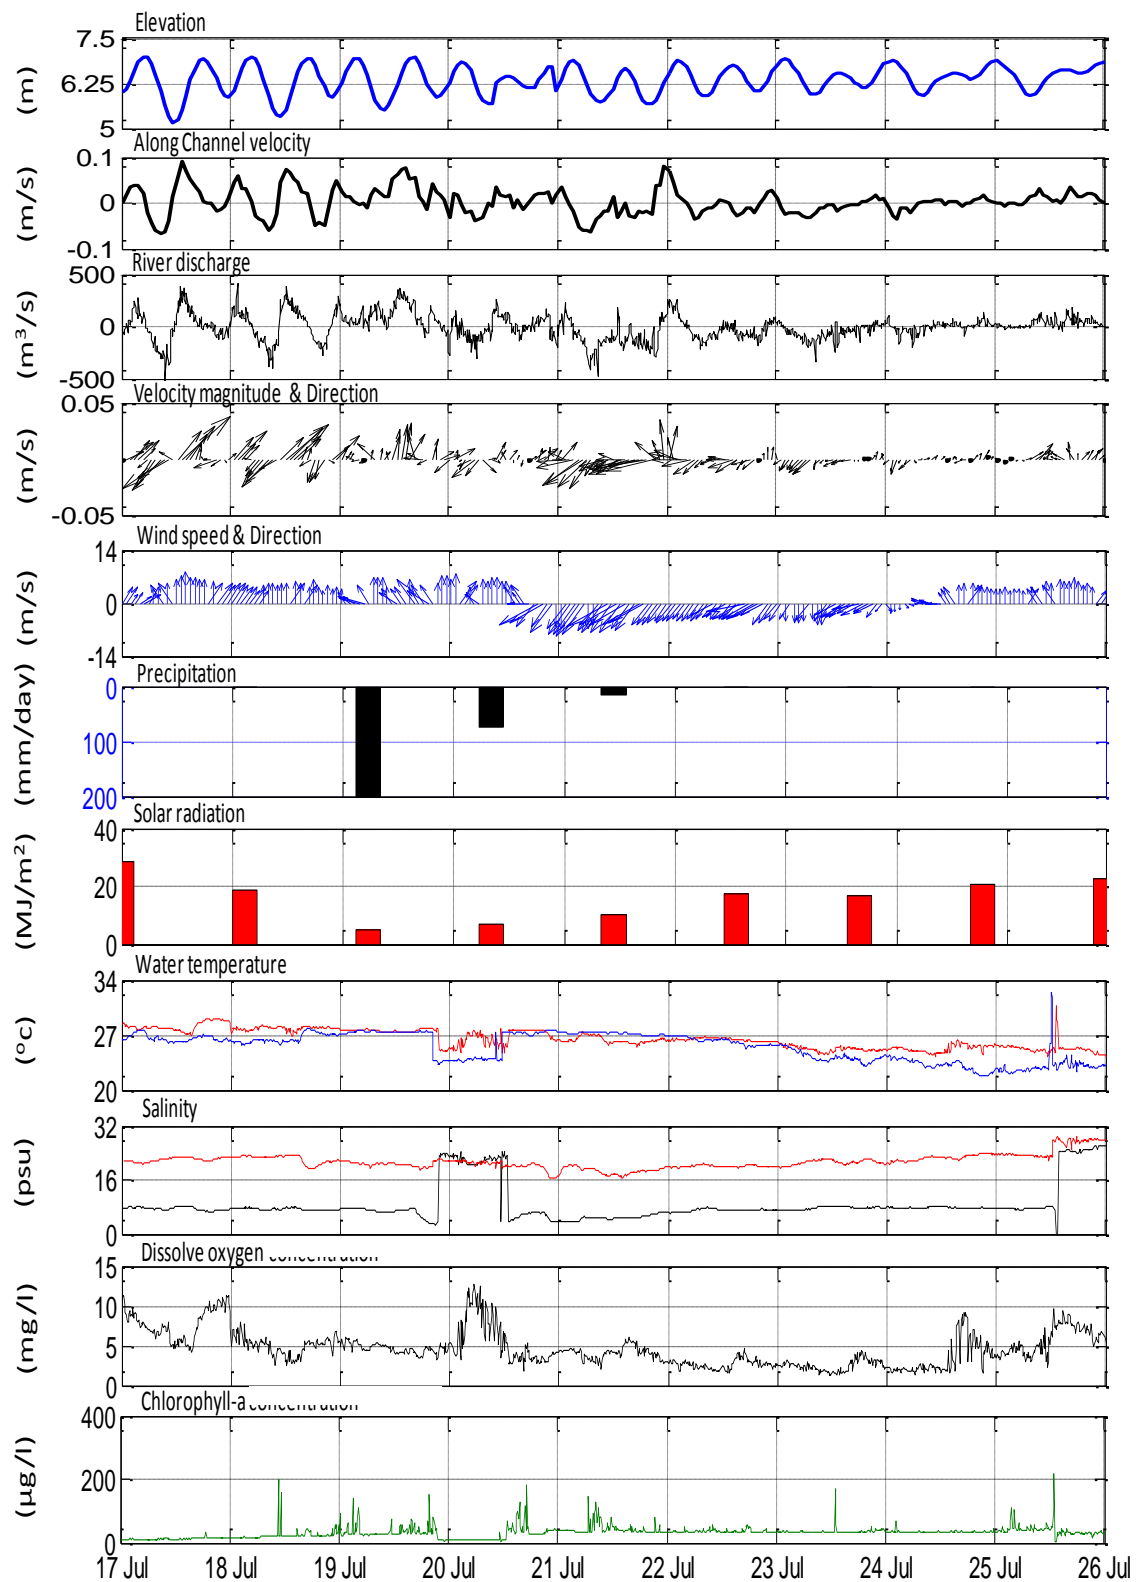 Elevation
7.5
6.25
5
(m)
Along Channel velocity
0.1
0
-0.1
(m/s)
River discharge
500
0
-500
(m³/s)
Velocity magnitude & Direction
0.05
0
-0.05
(m/s)
Wind speed & Direction
14
0
-14
(m/s)
Precipitation
0
100
200
(mm/day)
Solar radiation
40
20
0
(MJ/m²)
Water temperature
34
27
20
(ºc)
Salinity
32
16
0
(psu)
Dissolve oxygen concentration
15
10
5
0
(mg/l)
Chlorophyll-a concentration
400
200
0
(µg/l)
17 Jul 18 Jul 19 Jul 20 Jul 21 Jul 22 Jul 23 Jul 24 Jul 25 Jul 26 Jul